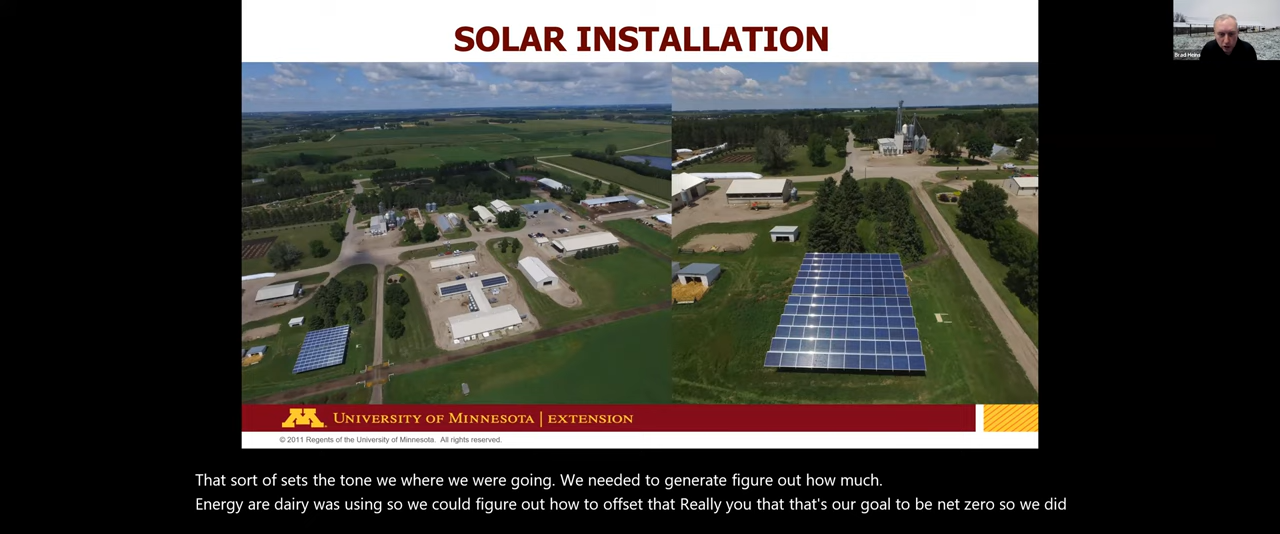 SOLAR INSTALLATION
Brad Heins
UNIVERSITY OF MINNESOTA | EXTENSION
© 2011 Regents of the University of Minnesota. All rights reserved.
That sort of sets the tone we where we were going. We needed to generate figure out how much.
Energy are dairy was using so we could figure out how to offset that Really you that that's our goal to be net zero so we did